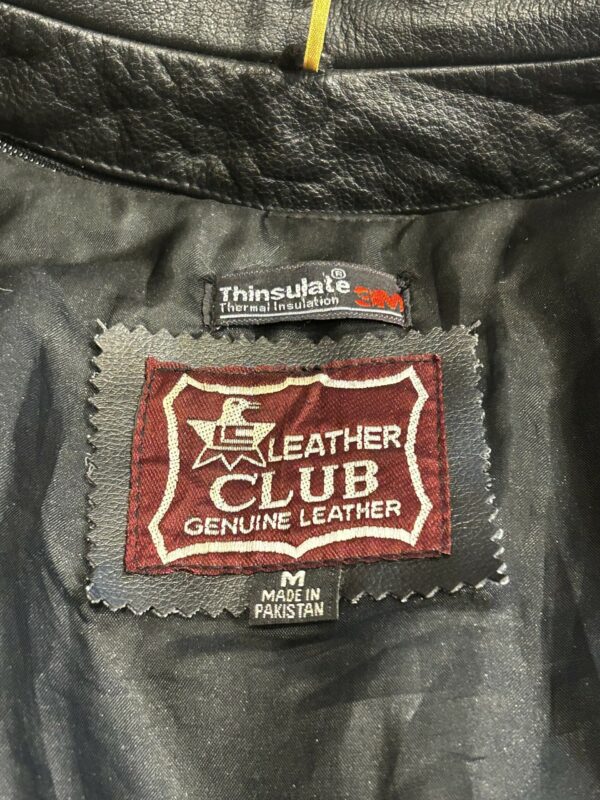 Thinsulate®
Thermal Insulation 3M
LEATHER
CLUB
GENUINE LEATHER
M
MADE IN
PAKISTAN